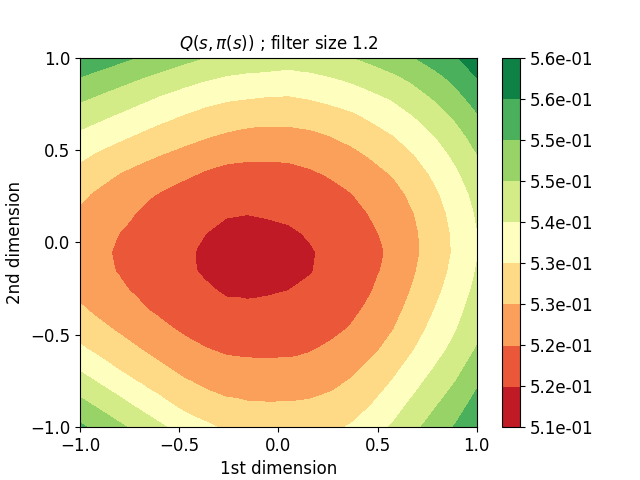 Q(s, π(s)) ; filter size 1.2
1.0
0.5
0.0
−0.5
−1.0
2nd dimension
−1.0
−0.5
0.0
0.5
1.0
1st dimension
5.6e-01
5.6e-01
5.5e-01
5.5e-01
5.4e-01
5.3e-01
5.3e-01
5.2e-01
5.2e-01
5.1e-01